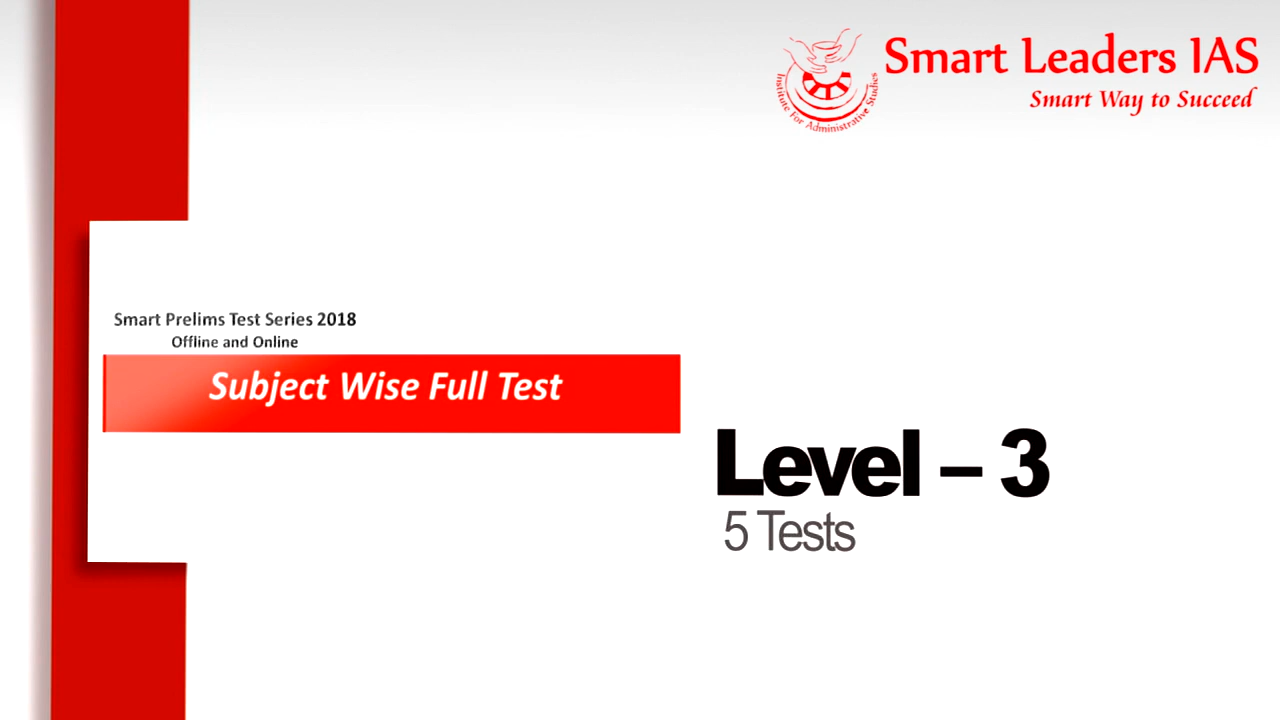 Smart Leaders IAS
Smart Way to Succeed
Institute For Administrative Studies
Smart Prelims Test Series 2018
Offline and Online
Subject Wise Full Test
Level – 3
5 Tests